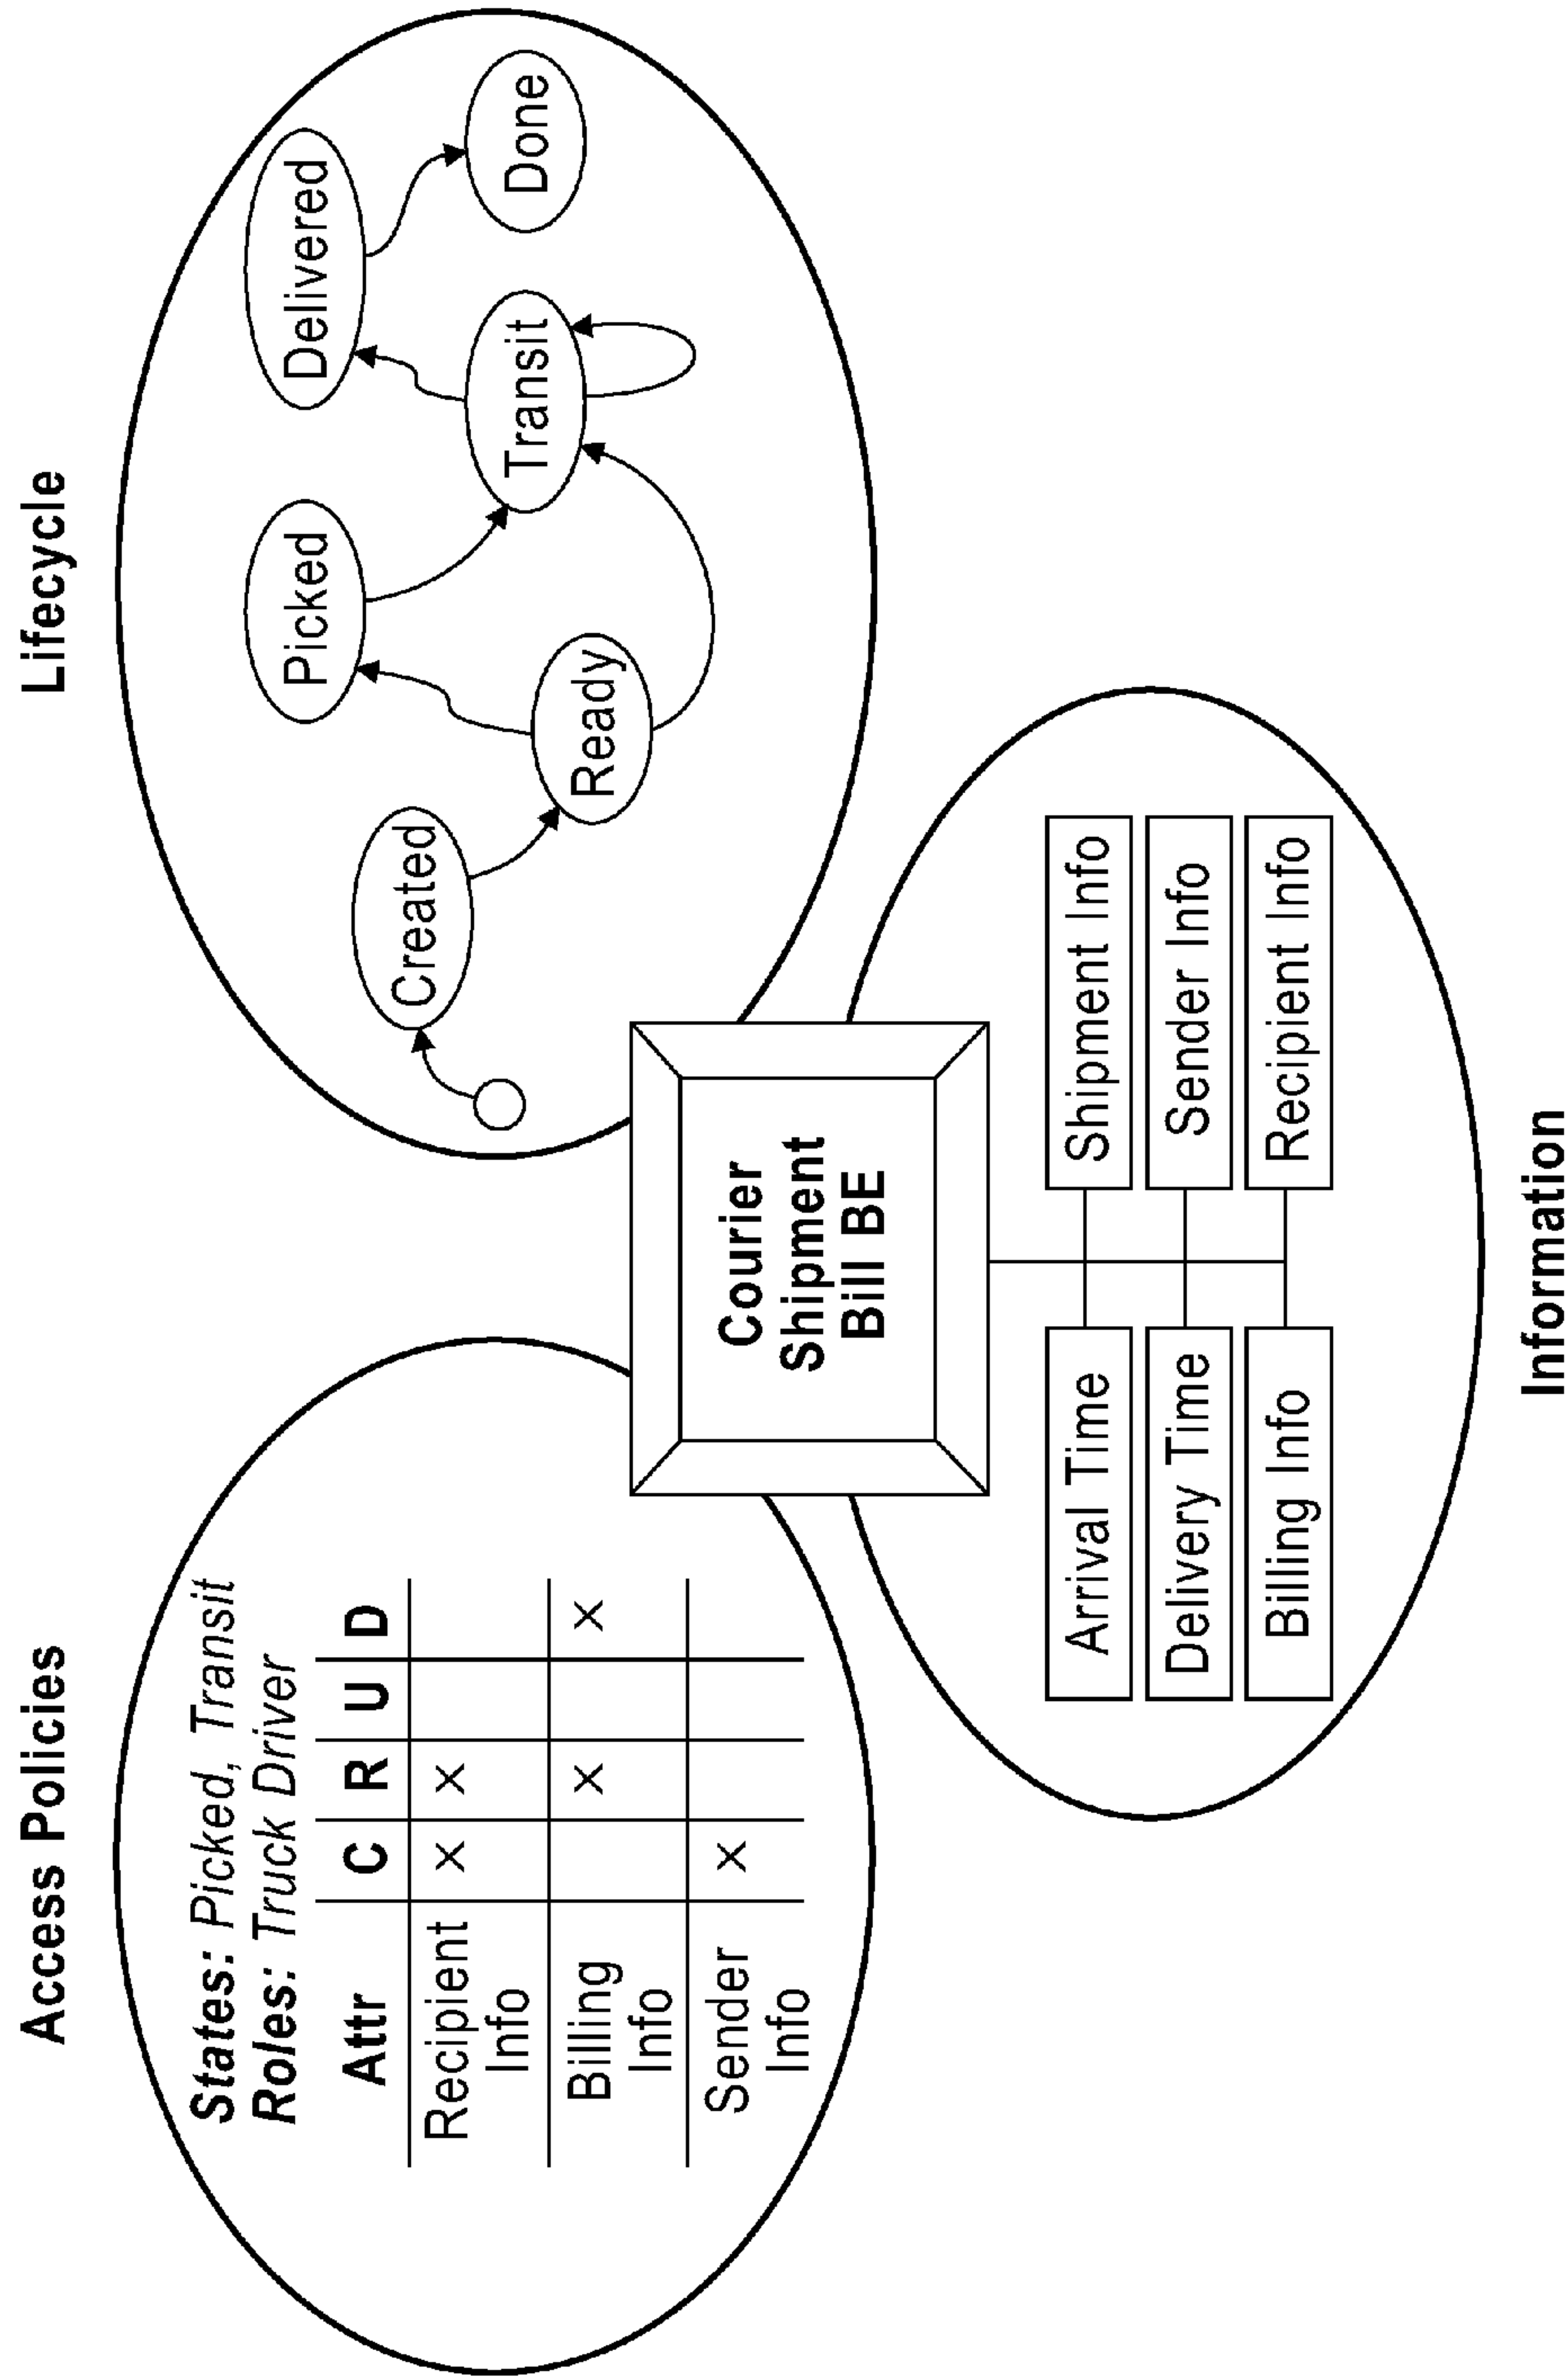 Access Policies
States: Picked, Transit
Roles: Truck Driver
Attr C R U D
Recipient X X
Info
Billing X X
Info
Sender X
Info
Lifecycle
Created
Ready
Picked
Transit
Delivered
Done
Courier
Shipment
Bill BE
Arrival Time
Shipment Info
Delivery Time
Sender Info
Billing Info
Recipient Info
Information